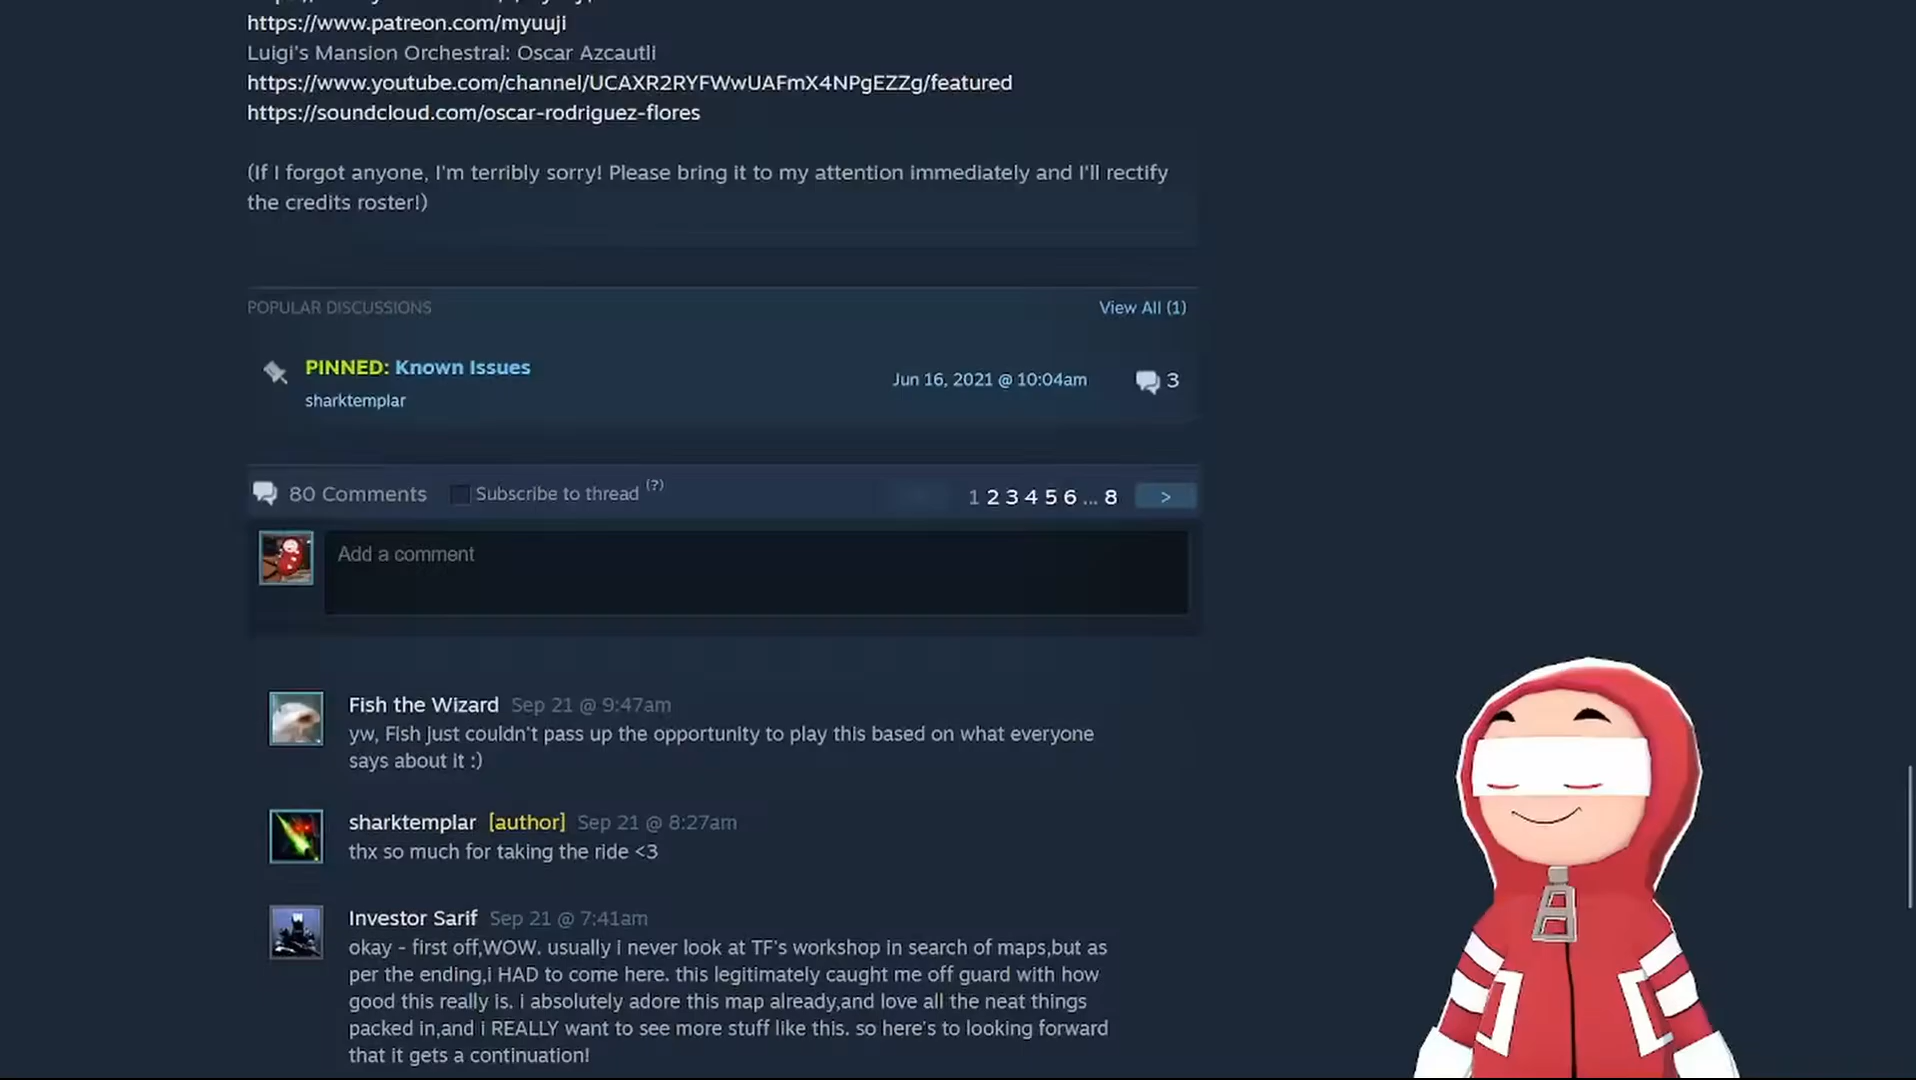 https://www.patreon.com/myuuji
Luigi's Mansion Orchestral: Oscar Azcautli
https://www.youtube.com/channel/UCAXR2RYFWwUAFmX4NPgEZZg/featured
https://soundcloud.com/oscar-rodriguez-flores
(If I forgot anyone, I'm terribly sorry! Please bring it to my attention immediately and I'll rectify
the credits roster!)
POPULAR DISCUSSIONS View All (1)
PINNED: Known Issues
Jun 16, 2021 @ 10:04am 3
sharktemplar
80 Comments Subscribe to thread (?) 1 2 3 4 5 6 ... 8 >
Add a comment
Fish the Wizard Sep 21 @ 9:47am
yw, Fish just couldn't pass up the opportunity to play this based on what everyone
says about it :)
sharktemplar [author] Sep 21 @ 8:27am
thx so much for taking the ride <3
Investor Sarif Sep 21 @ 7:41am
okay - first off,WOW. usually i never look at TF's workshop in search of maps,but as
per the ending,i HAD to come here. this legitimately caught me off guard with how
good this really is. i absolutely adore this map already,and love all the neat things
packed in,and i REALLY want to see more stuff like this. so here's to looking forward
that it gets a continuation!